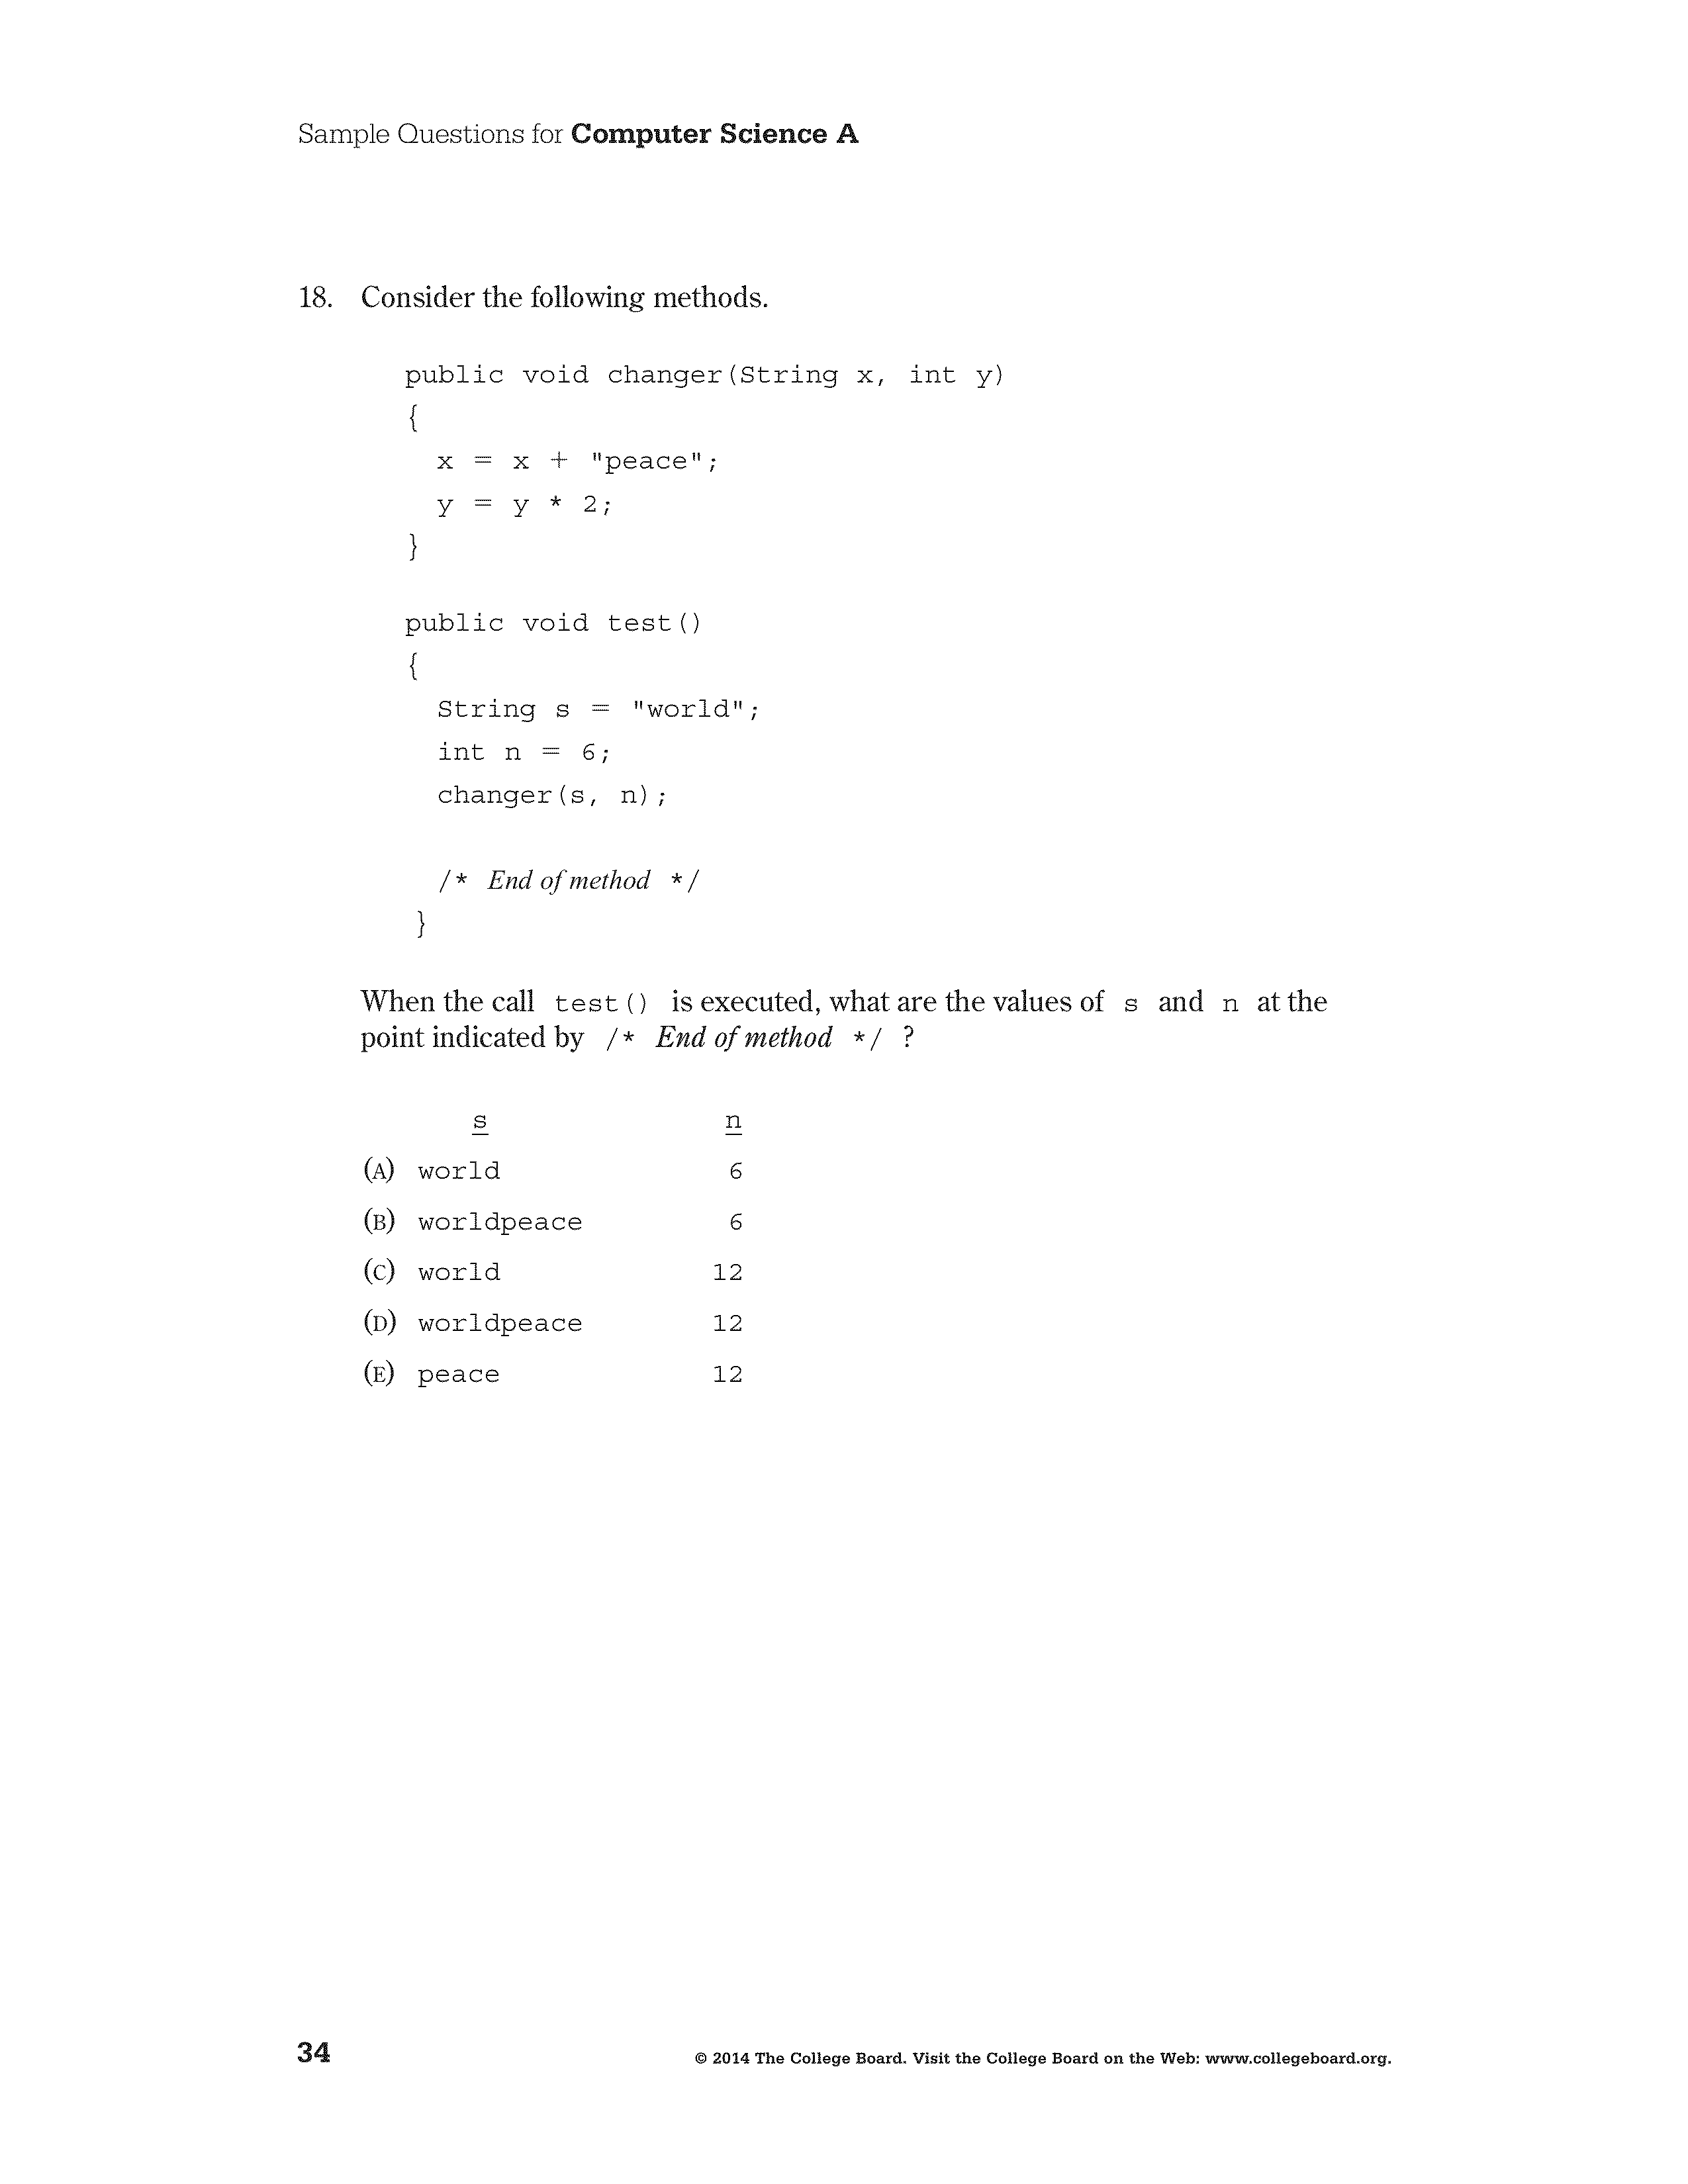 Sample Questions for Computer Science A
18. Consider the following methods.
public void changer(String x, int y)
{
x = x + "peace";
y = y * 2;
}
public void test()
{
String s = "world";
int n = 6;
changer(s, n);
/* End of method */
}
When the call test() is executed, what are the values of s and n at the
point indicated by /* End of method */ ?
s n
(A) world 6
(B) worldpeace 6
(C) world 12
(D) worldpeace 12
(E) peace 12
34 © 2014 The College Board. Visit the College Board on the Web: www.collegeboard.org.